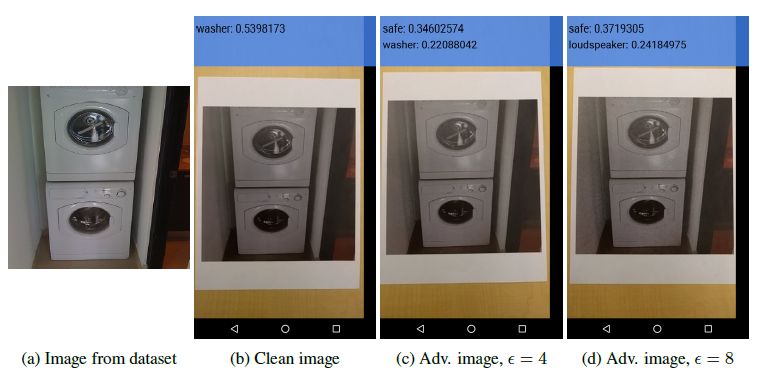 washer: 0.5398173
safe: 0.34602574
washer: 0.22088042
safe: 0.3719305
loudspeaker: 0.24184975
(a) Image from dataset
(b) Clean image
(c) Adv. image, ϵ = 4
(d) Adv. image, ϵ = 8